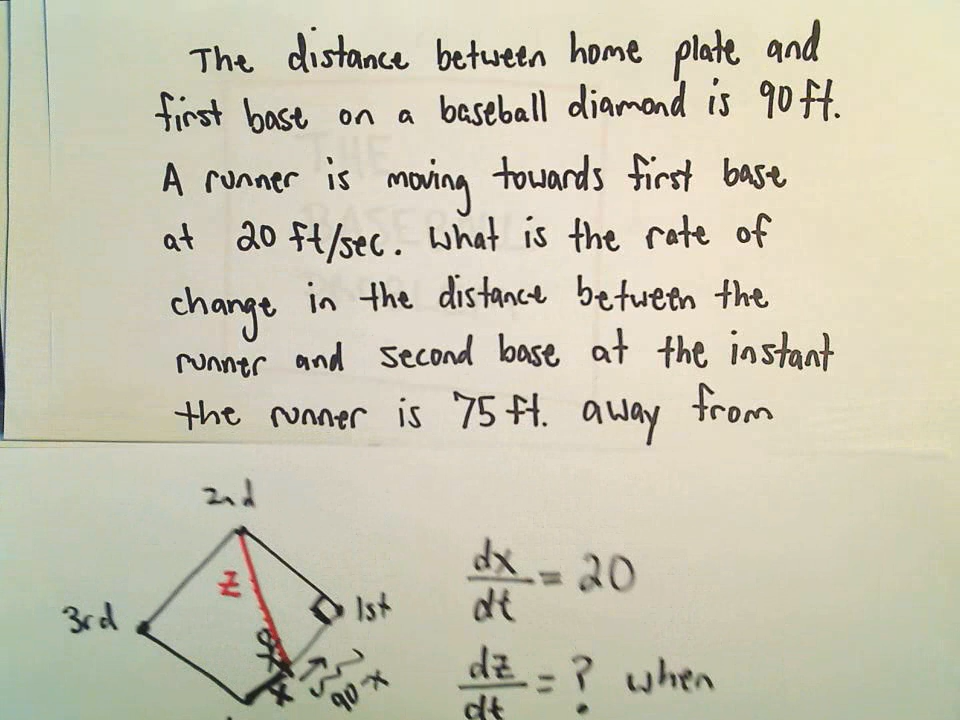 The distance between home plate and
first base on a baseball diamond is 90 ft.
A runner is moving towards first base
at 20 ft/sec. What is the rate of
change in the distance between the
runner and second base at the instant
the runner is 75 ft. away from
2nd
z
3rd
1st
x
90-x
dx/dt = 20
dz/dt = ? when